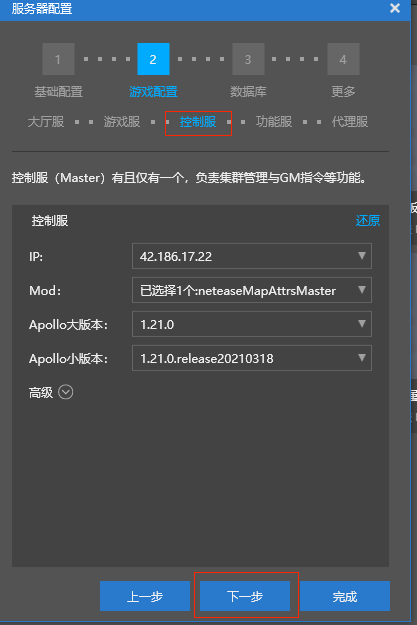 服务器配置
1 2 3 4
基础配置 游戏配置 数据库 更多
大厅服 游戏服 控制服 功能服 代理服
控制服（Master）有且仅有一个，负责集群管理与GM指令等功能。
控制服 还原
IP: 42.186.17.22
Mod: 已选择1个:neteaseMapAttrsMaster
Apollo大版本: 1.21.0
Apollo小版本: 1.21.0.release20210318
高级
上一步 下一步 完成